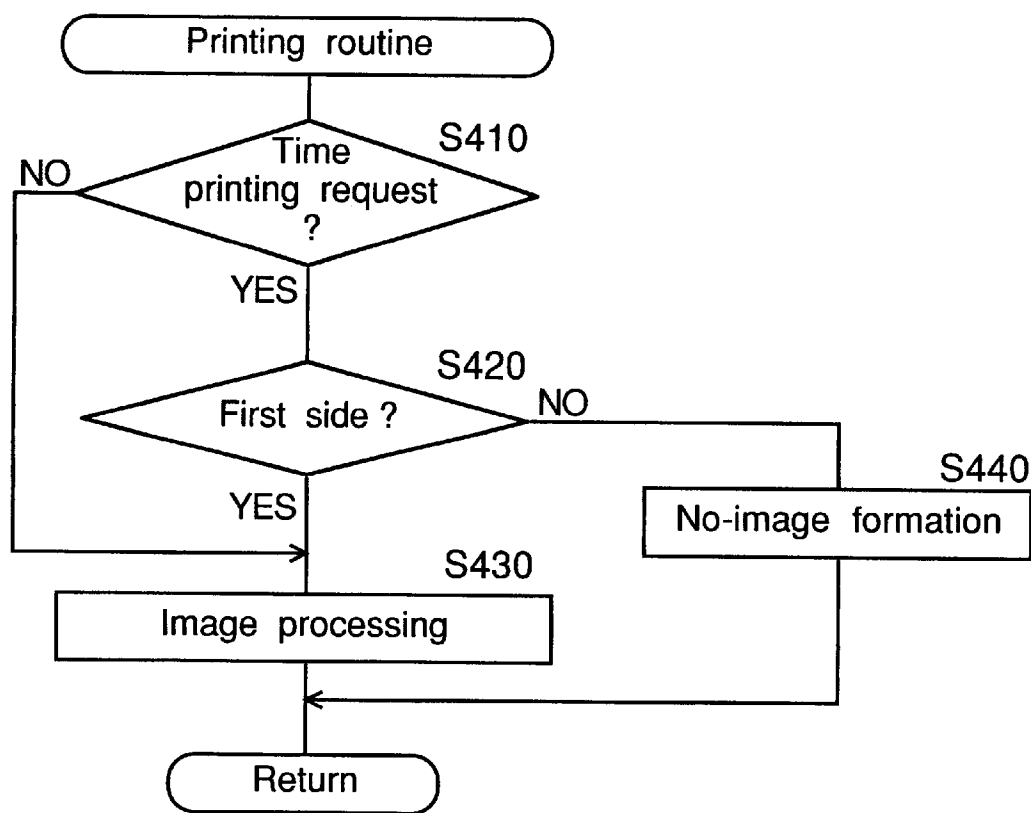 Printing routine
S410
Time
printing request
?
NO
YES
S420
First side ?
NO
YES
S440
No-image formation
S430
Image processing
Return